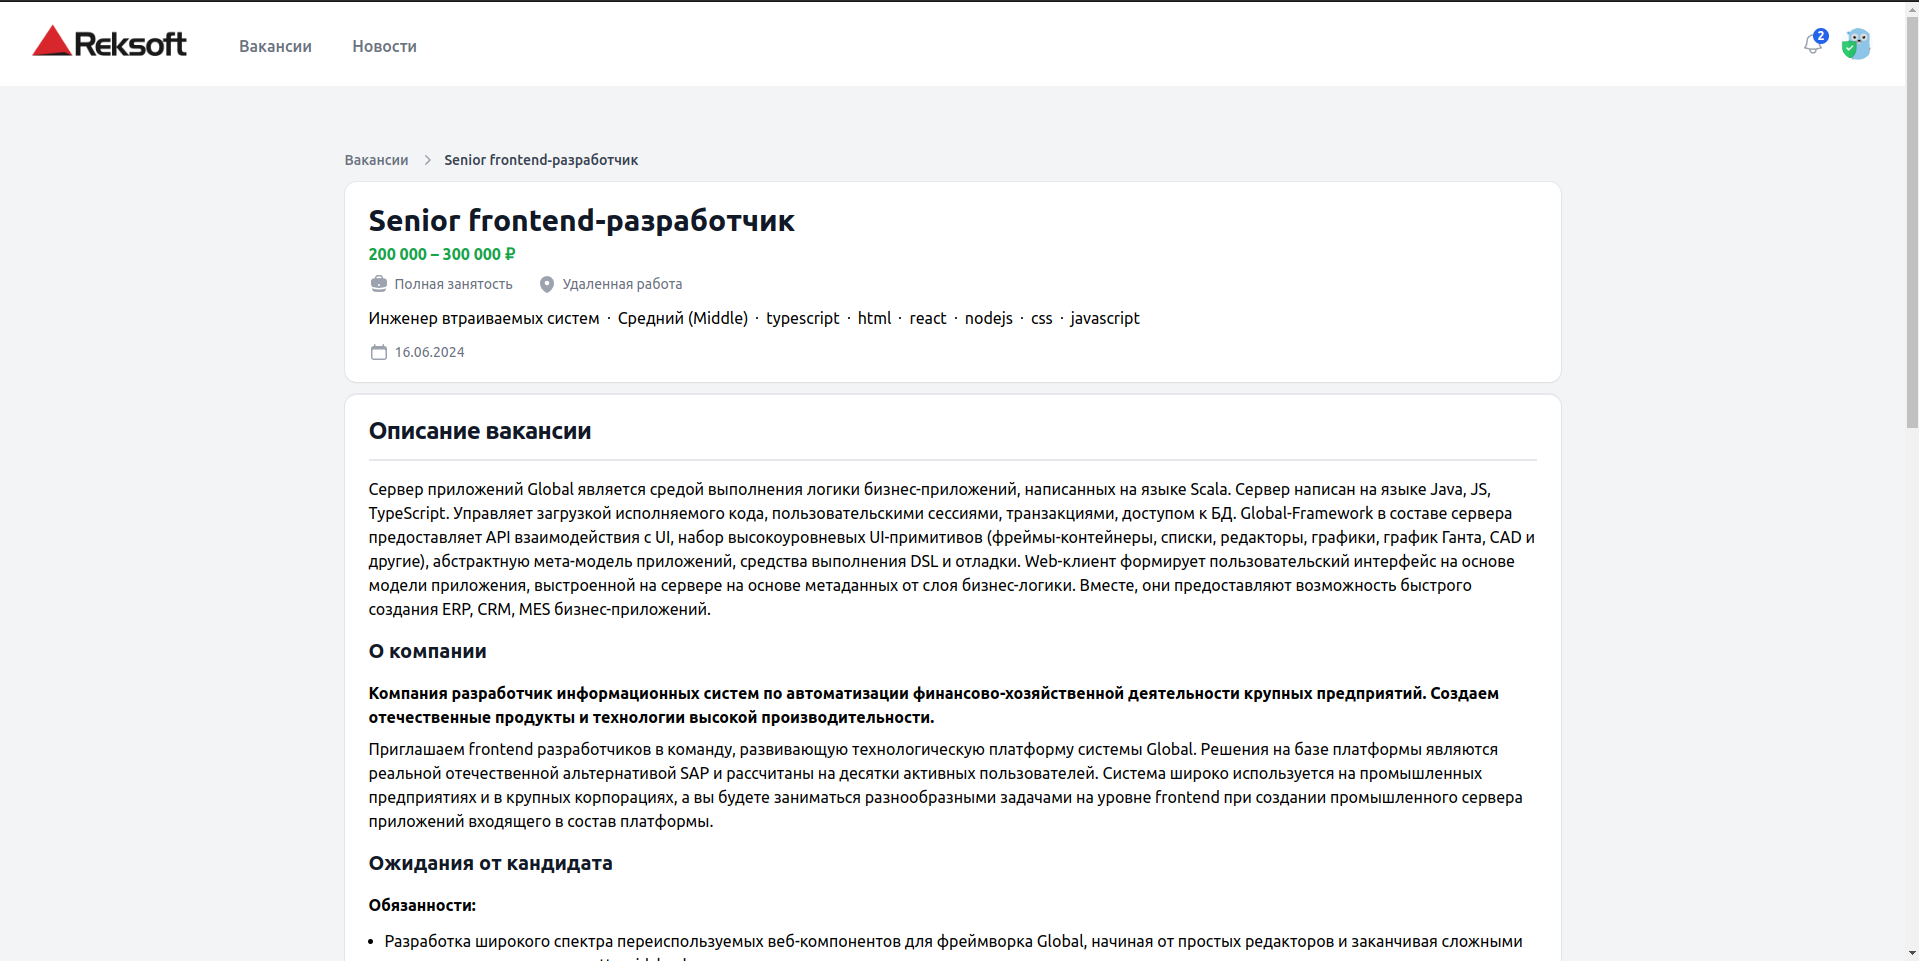 Reksoft
Вакансии
Новости
2
Вакансии
Senior frontend-разработчик
Senior frontend-разработчик
200 000 – 300 000 ₽
Полная занятость
Удаленная работа
Инженер втраиваемых систем · Средний (Middle) · typescript · html · react · nodejs · css · javascript
16.06.2024
Описание вакансии
Сервер приложений Global является средой выполнения логики бизнес-приложений, написанных на языке Scala. Сервер написан на языке Java, JS,
TypeScript. Управляет загрузкой исполняемого кода, пользовательскими сессиями, транзакциями, доступом к БД. Global-Framework в составе сервера
предоставляет API взаимодействия с UI, набор высокоуровневых UI-примитивов (фреймы-контейнеры, списки, редакторы, графики, график Ганта, CAD и
другие), абстрактную мета-модель приложений, средства выполнения DSL и отладки. Web-клиент формирует пользовательский интерфейс на основе
модели приложения, выстроенной на сервере на основе метаданных от слоя бизнес-логики. Вместе, они предоставляют возможность быстрого
создания ERP, CRM, MES бизнес-приложений.
О компании
Компания разработчик информационных систем по автоматизации финансово-хозяйственной деятельности крупных предприятий. Создаем
отечественные продукты и технологии высокой производительности.
Приглашаем frontend разработчиков в команду, развивающую технологическую платформу системы Global. Решения на базе платформы являются
реальной отечественной альтернативой SAP и рассчитаны на десятки активных пользователей. Система широко используется на промышленных
предприятиях и в крупных корпорациях, а вы будете заниматься разнообразными задачами на уровне frontend при создании промышленного сервера
приложений входящего в состав платформы.
Ожидания от кандидата
Обязанности:
• Разработка широкого спектра переиспользуемых веб-компонентов для фреймворка Global, начиная от простых редакторов и заканчивая сложными